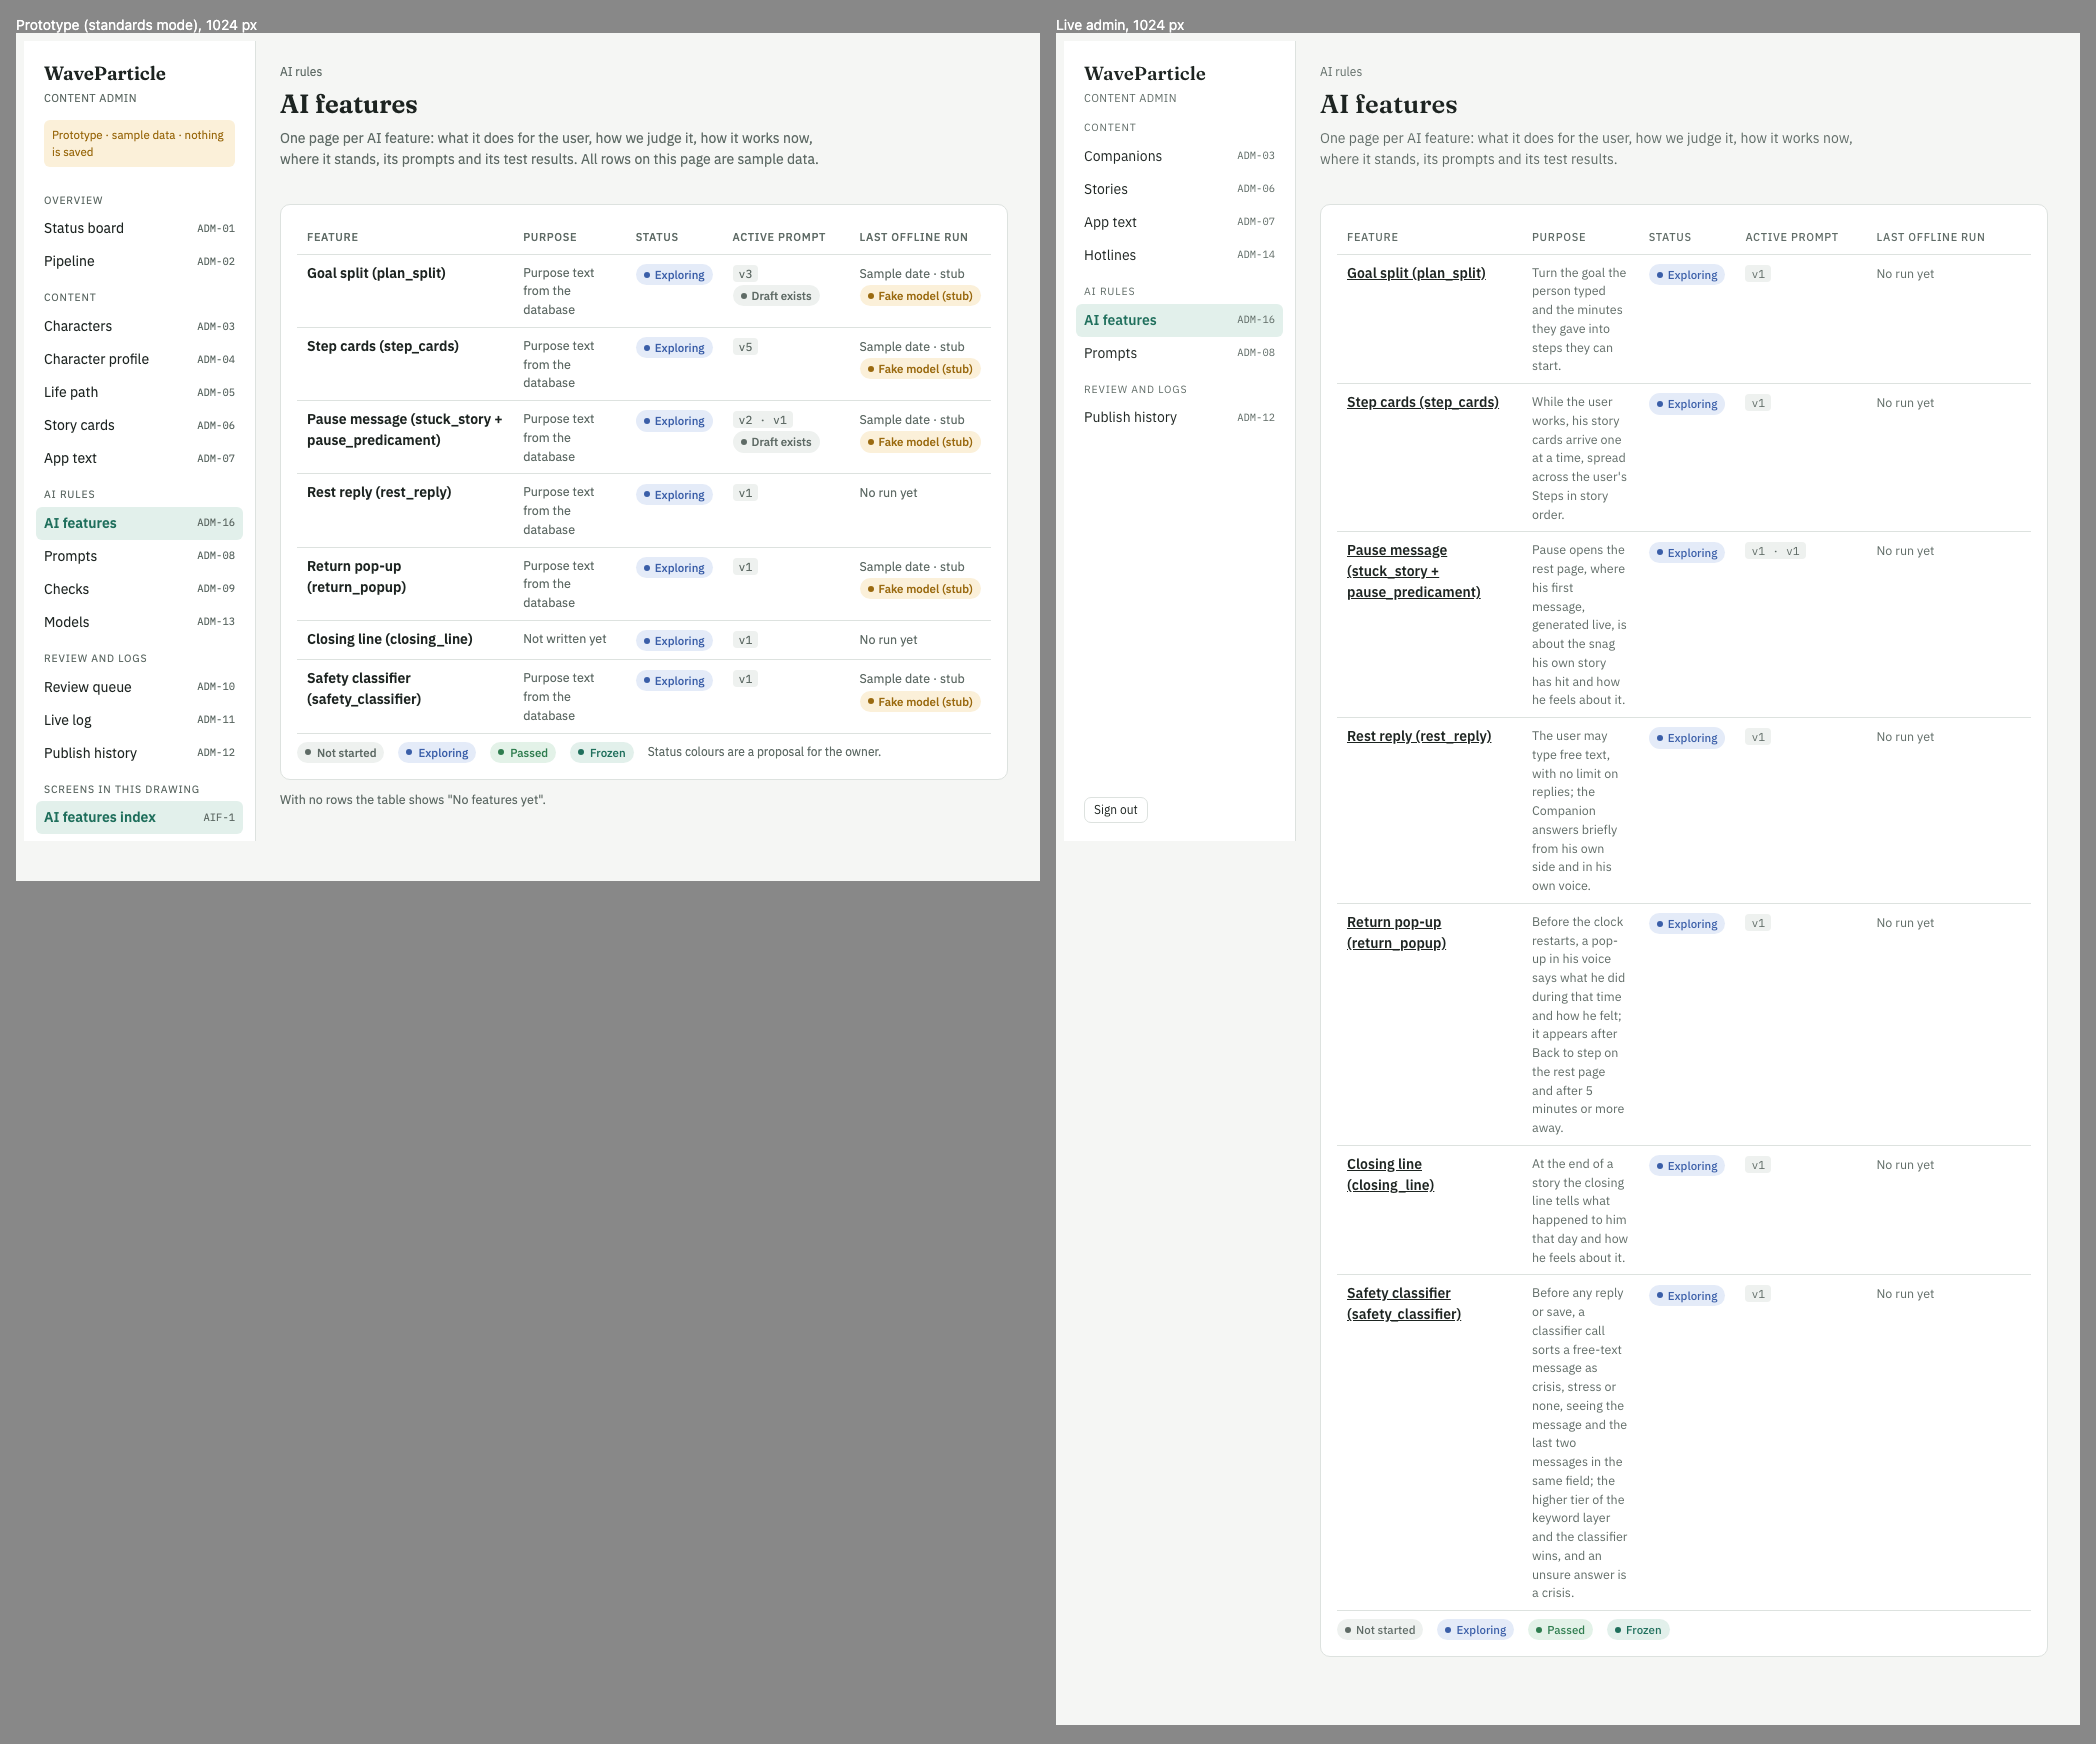 Prototype (standards mode), 1024 px
WaveParticle
CONTENT ADMIN
Prototype · sample data · nothing
is saved
OVERVIEW
Status board ADM-01
Pipeline ADM-02
CONTENT
Characters ADM-03
Character profile ADM-04
Life path ADM-05
Story cards ADM-06
App text ADM-07
AI RULES
AI features ADM-16
Prompts ADM-08
Checks ADM-09
Models ADM-13
REVIEW AND LOGS
Review queue ADM-10
Live log ADM-11
Publish history ADM-12
SCREENS IN THIS DRAWING
AI features index AIF-1
AI rules
AI features
One page per AI feature: what it does for the user, how we judge it, how it works now,
where it stands, its prompts and its test results. All rows on this page are sample data.
FEATURE PURPOSE STATUS ACTIVE PROMPT LAST OFFLINE RUN
Goal split (plan_split) Purpose text Exploring v3 Sample date · stub
from the Draft exists Fake model (stub)
database
Step cards (step_cards) Purpose text Exploring v5 Sample date · stub
from the Fake model (stub)
database
Pause message (stuck_story + Purpose text Exploring v2 · v1 Sample date · stub
pause_predicament) from the Draft exists Fake model (stub)
database
Rest reply (rest_reply) Purpose text Exploring v1 No run yet
from the
database
Return pop-up Purpose text Exploring v1 Sample date · stub
(return_popup) from the Fake model (stub)
database
Closing line (closing_line) Not written yet Exploring v1 No run yet
Safety classifier Purpose text Exploring v1 Sample date · stub
(safety_classifier) from the Fake model (stub)
database
Not started Exploring Passed Frozen Status colours are a proposal for the owner.
With no rows the table shows "No features yet".
Live admin, 1024 px
WaveParticle
CONTENT ADMIN
CONTENT
Companions ADM-03
Stories ADM-06
App text ADM-07
Hotlines ADM-14
AI RULES
AI features ADM-16
Prompts ADM-08
REVIEW AND LOGS
Publish history ADM-12
Sign out
AI rules
AI features
One page per AI feature: what it does for the user, how we judge it, how it works now,
where it stands, its prompts and its test results.
FEATURE PURPOSE STATUS ACTIVE PROMPT LAST OFFLINE RUN
Goal split (plan_split) Turn the goal the Exploring v1 No run yet
person typed
and the minutes
they gave into
steps they can
start.
Step cards (step_cards) While the user Exploring v1 No run yet
works, his story
cards arrive one
at a time, spread
across the user's
Steps in story
order.
Pause message Pause opens the Exploring v1 · v1 No run yet
(stuck_story + rest page, where
pause_predicament) his first
message,
generated live, is
about the snag
his own story
has hit and how
he feels about it.
Rest reply (rest_reply) The user may Exploring v1 No run yet
type free text,
with no limit on
replies; the
Companion
answers briefly
from his own
side and in his
own voice.
Return pop-up Before the clock Exploring v1 No run yet
(return_popup) restarts, a pop-
up in his voice
says what he did
during that time
and how he felt;
it appears after
Back to step on
the rest page
and after 5
minutes or more
away.
Closing line At the end of a Exploring v1 No run yet
(closing_line) story the closing
line tells what
happened to him
that day and how
he feels about it.
Safety classifier Before any reply Exploring v1 No run yet
(safety_classifier) or save, a
classifier call
sorts a free-text
message as
crisis, stress or
none, seeing the
message and the
last two
messages in the
same field; the
higher tier of the
keyword layer
and the classifier
wins, and an
unsure answer is
a crisis.
Not started Exploring Passed Frozen